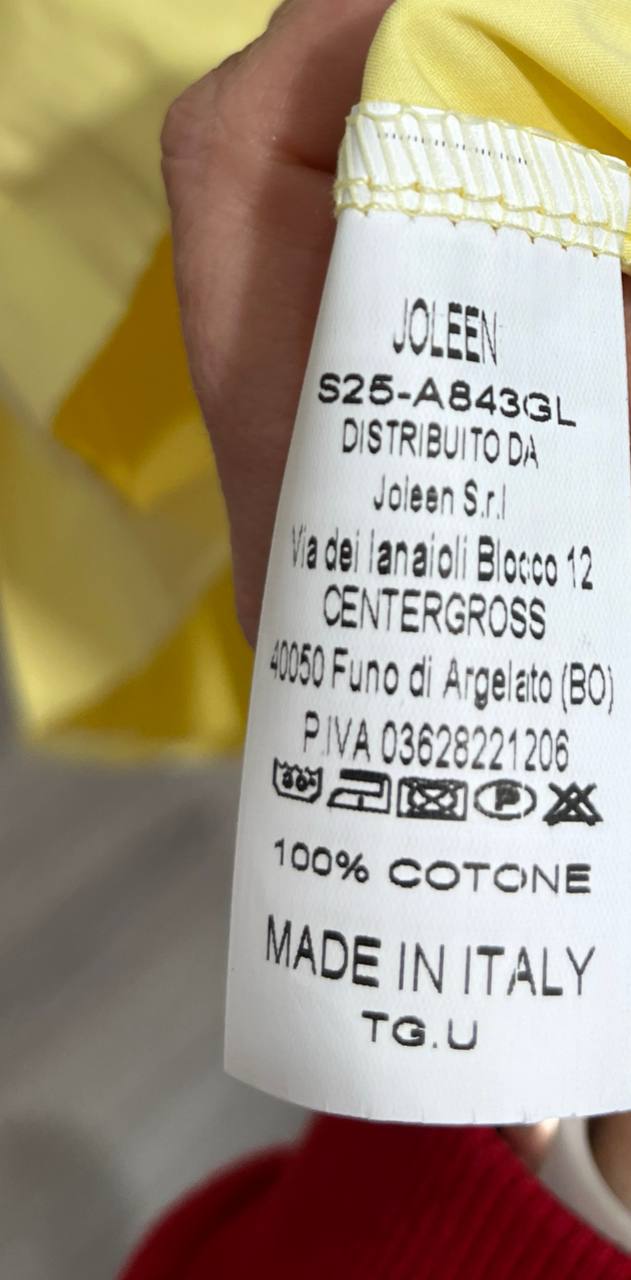 JOLEEN
S25-A843GL
DISTRIBUITO DA
Joleen S.r.l
Via dei lanaioli Blocco 12
CENTERGROSS
40050 Funo di Argelato (BO)
P.IVA 03628221206
30°
P
100% COTONE
MADE IN ITALY
TG.U